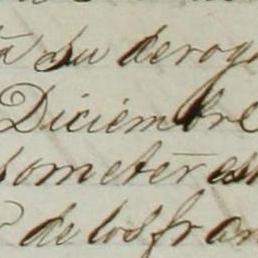 su derog
Diciembre
someter es
de los fran